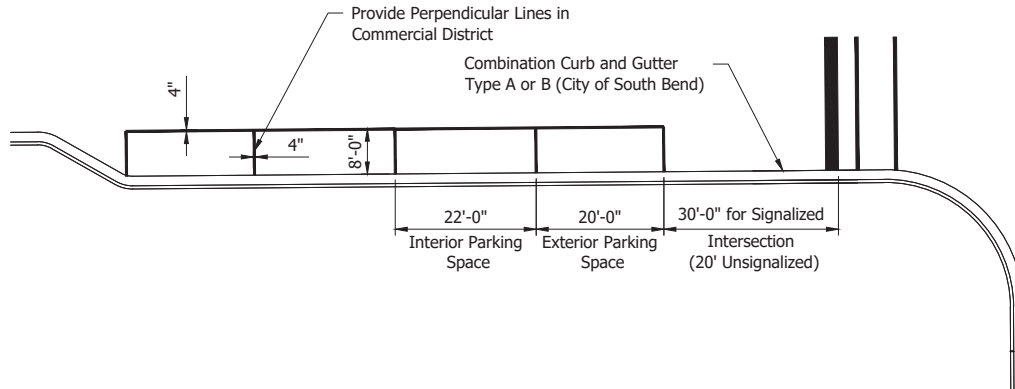 Provide Perpendicular Lines in
Commercial District
Combination Curb and Gutter
Type A or B (City of South Bend)
4"
4"
8'-0"
22'-0"
Interior Parking
Space
20'-0"
Exterior Parking
Space
30'-0" for Signalized
Intersection
(20' Unsignalized)